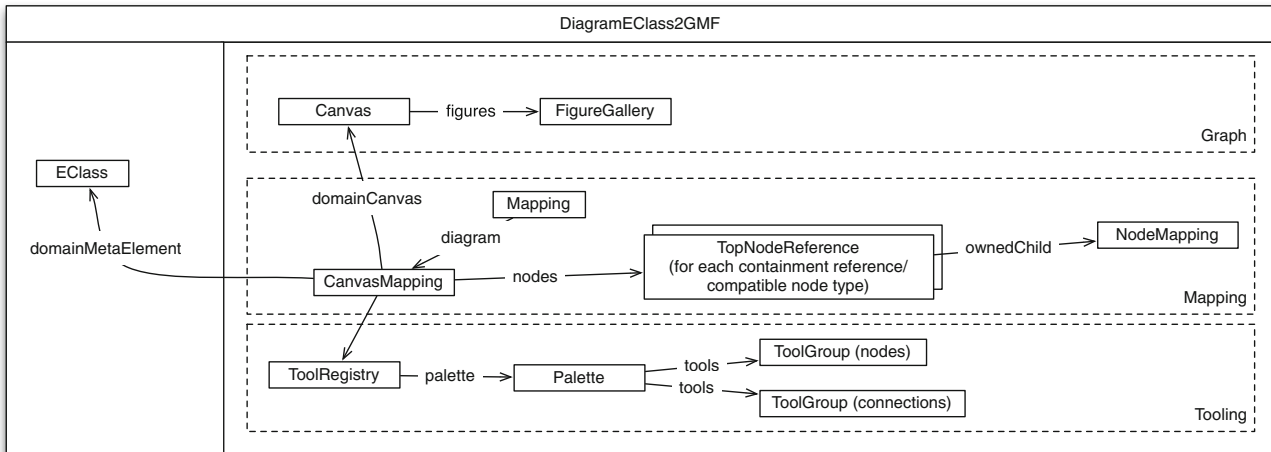 DiagramEClass2GMF
Canvas
figures
FigureGallery
Graph
EClass
domainMetaElement
domainCanvas
Mapping
diagram
CanvasMapping
nodes
TopNodeReference
(for each containment reference/
compatible node type)
ownedChild
NodeMapping
Mapping
ToolRegistry
palette
Palette
tools
tools
ToolGroup (nodes)
ToolGroup (connections)
Tooling